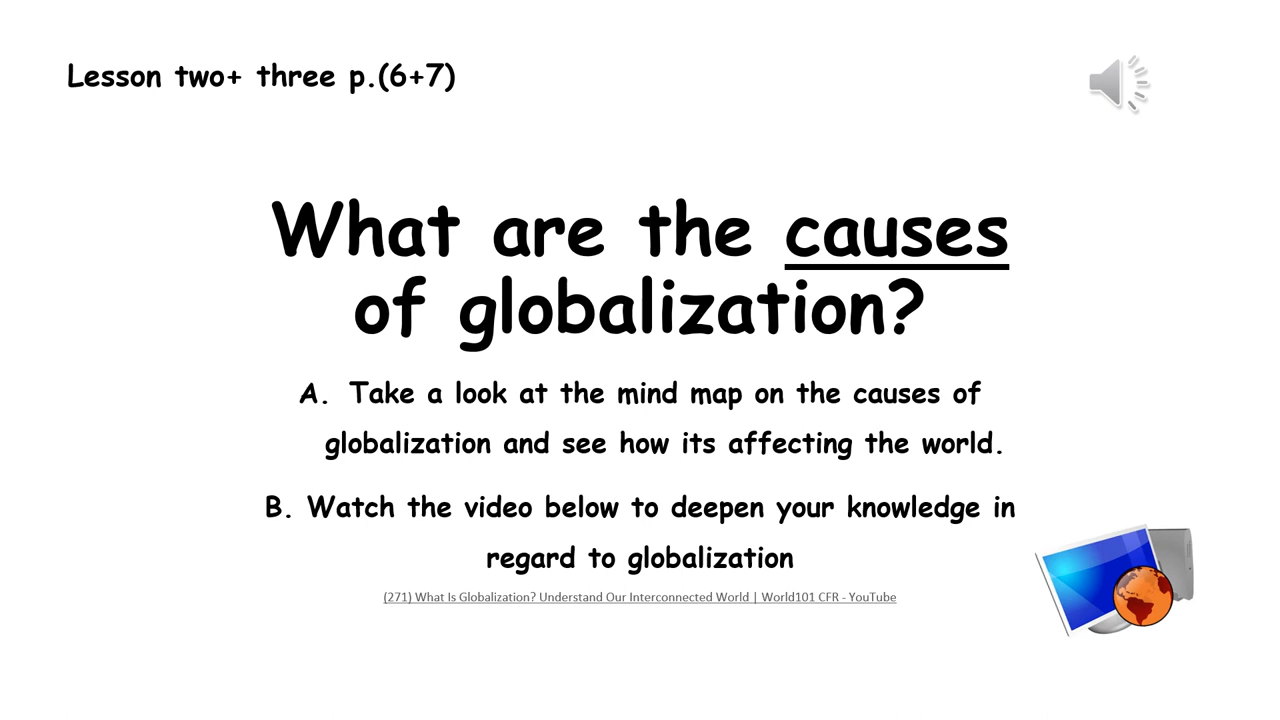 Lesson two+ three p.(6+7)
What are the causes
of globalization?
A. Take a look at the mind map on the causes of
globalization and see how its affecting the world.
B. Watch the video below to deepen your knowledge in
regard to globalization
(271) What Is Globalization? Understand Our Interconnected World | World101 CFR - YouTube